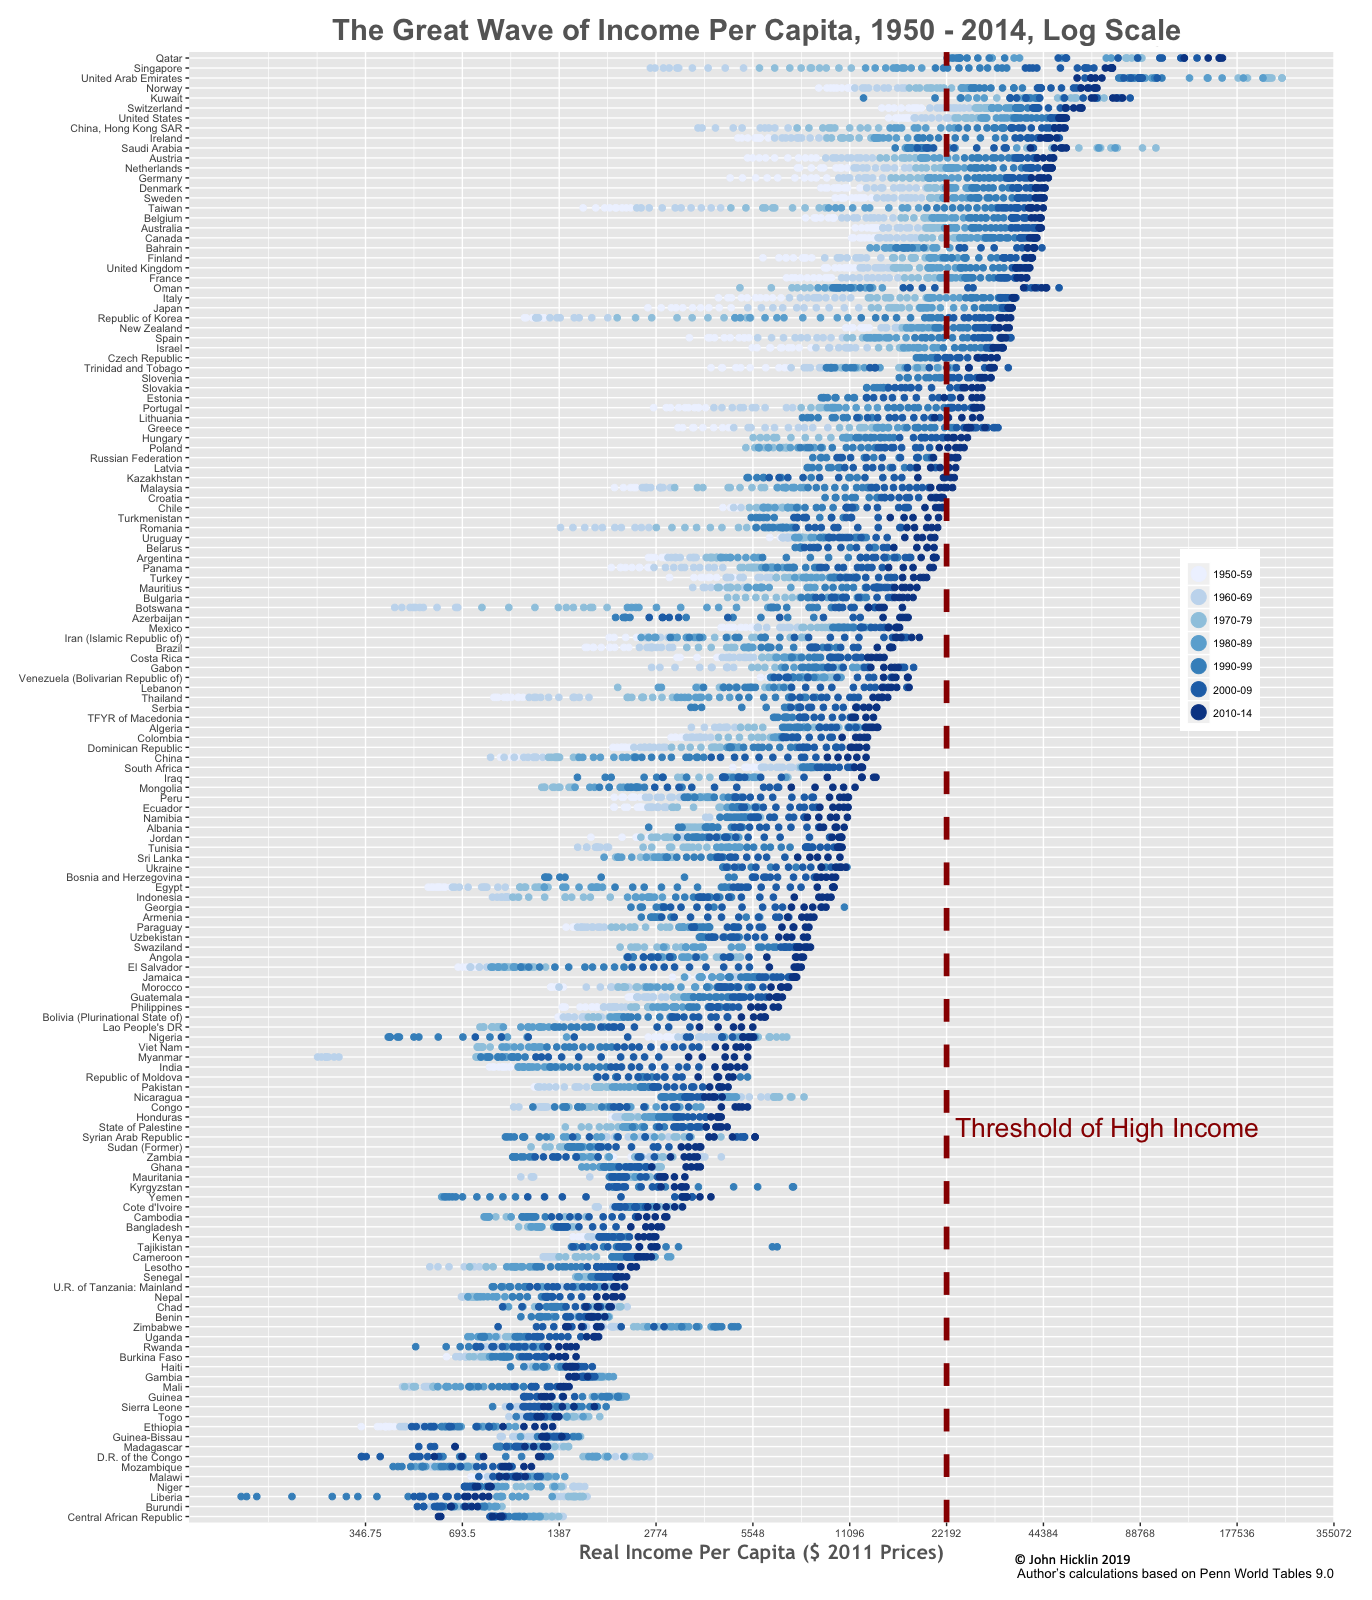 The Great Wave of Income Per Capita, 1950 - 2014, Log Scale
Qatar
Singapore
United Arab Emirates
Norway
Kuwait
Switzerland
United States
China, Hong Kong SAR
Ireland
Saudi Arabia
Austria
Netherlands
Germany
Denmark
Sweden
Taiwan
Belgium
Australia
Canada
Bahrain
Finland
United Kingdom
France
Oman
Italy
Japan
Republic of Korea
New Zealand
Spain
Israel
Czech Republic
Trinidad and Tobago
Slovenia
Slovakia
Estonia
Portugal
Lithuania
Greece
Hungary
Poland
Russian Federation
Latvia
Kazakhstan
Malaysia
Croatia
Chile
Turkmenistan
Romania
Uruguay
Belarus
Argentina
Panama
Turkey
Mauritius
Bulgaria
Botswana
Azerbaijan
Mexico
Iran (Islamic Republic of)
Brazil
Costa Rica
Gabon
Venezuela (Bolivarian Republic of)
Lebanon
Thailand
Serbia
TFYR of Macedonia
Algeria
Colombia
Dominican Republic
China
South Africa
Iraq
Mongolia
Peru
Ecuador
Namibia
Albania
Jordan
Tunisia
Sri Lanka
Ukraine
Bosnia and Herzegovina
Egypt
Indonesia
Georgia
Armenia
Paraguay
Uzbekistan
Swaziland
Angola
El Salvador
Jamaica
Morocco
Guatemala
Philippines
Bolivia (Plurinational State of)
Lao People's DR
Nigeria
Viet Nam
Myanmar
India
Republic of Moldova
Pakistan
Nicaragua
Congo
Honduras
State of Palestine
Syrian Arab Republic
Sudan (Former)
Zambia
Ghana
Mauritania
Kyrgyzstan
Yemen
Cote d'Ivoire
Cambodia
Bangladesh
Kenya
Tajikistan
Cameroon
Lesotho
Senegal
U.R. of Tanzania: Mainland
Nepal
Chad
Benin
Zimbabwe
Uganda
Rwanda
Burkina Faso
Haiti
Gambia
Mali
Guinea
Sierra Leone
Togo
Ethiopia
Guinea-Bissau
Madagascar
D.R. of the Congo
Mozambique
Malawi
Niger
Liberia
Burundi
Central African Republic
1950-59
1960-69
1970-79
1980-89
1990-99
2000-09
2010-14
Threshold of High Income
346.75 693.5 1387 2774 5548 11096 22192 44384 88768 177536 355072
Real Income Per Capita ($ 2011 Prices)
© John Hicklin 2019
Author's calculations based on Penn World Tables 9.0